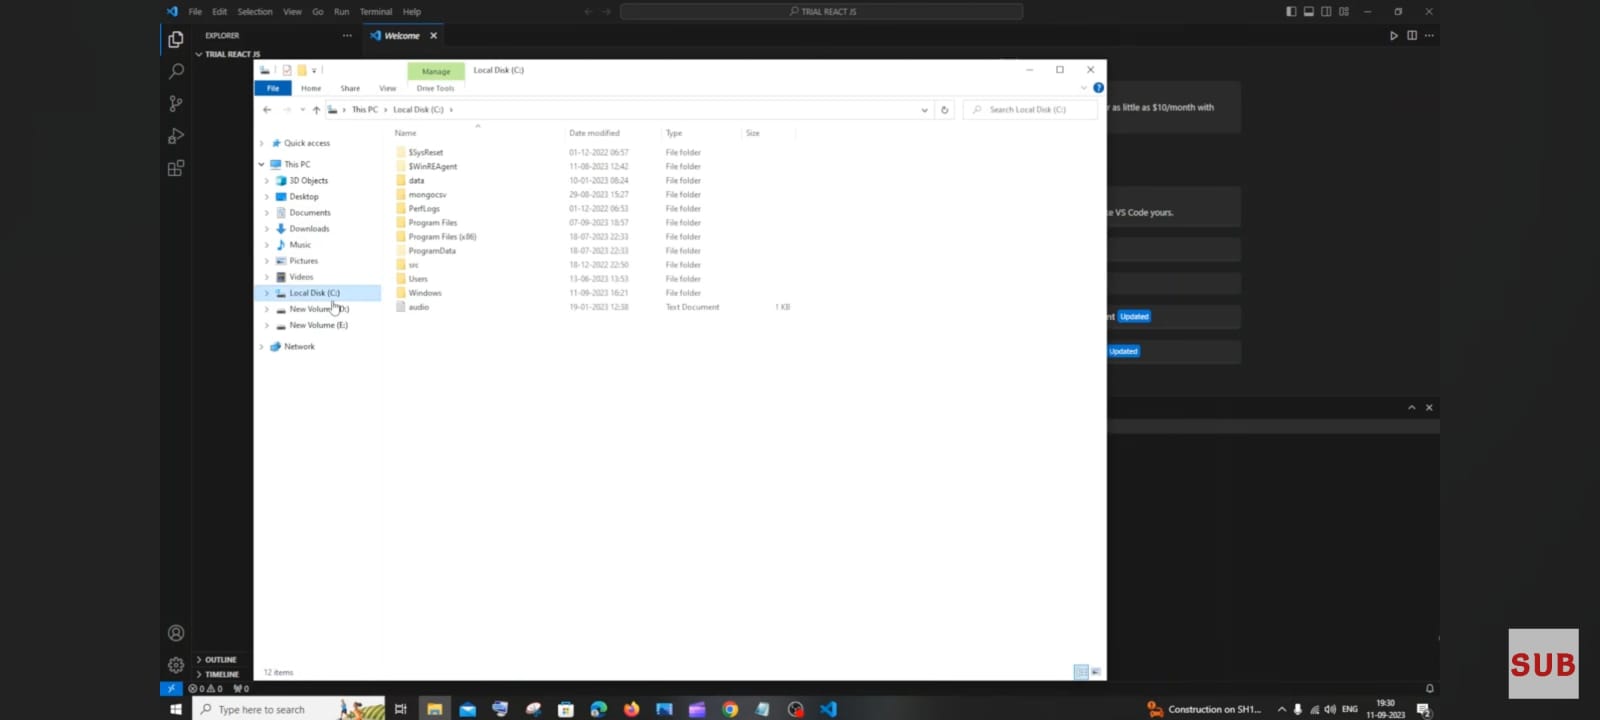 File Edit Selection View Go Run Terminal Help
TRIAL REACT JS
EXPLORER
Welcome
TRIAL REACT JS
Manage
Local Disk (C:)
File Home Share View Drive Tools
This PC > Local Disk (C:) >
Search Local Disk (C:)
r as little as $10/month with
Name Date modified Type Size
Quick access
This PC
3D Objects
Desktop
Documents
Downloads
Music
Pictures
Videos
Local Disk (C:)
New Volume (D:)
New Volume (E:)
Network
$SysReset 01-12-2022 06:57 File folder
$WinREAgent 11-08-2023 12:42 File folder
data 10-01-2023 08:24 File folder
mongocsv 29-08-2023 15:27 File folder
PerfLogs 01-12-2022 06:53 File folder
Program Files 07-09-2023 18:57 File folder
Program Files (x86) 18-07-2023 22:33 File folder
ProgramData 18-07-2023 22:33 File folder
src 18-12-2022 22:50 File folder
Users 13-06-2023 13:53 File folder
Windows 11-09-2023 16:21 File folder
audio 19-01-2023 12:38 Text Document 1 KB
e VS Code yours.
nt Updated
Updated
12 items
OUTLINE
TIMELINE
0 0 0
Type here to search
Construction on SH1...
ENG
19:30
11-09-2023
2
SUB